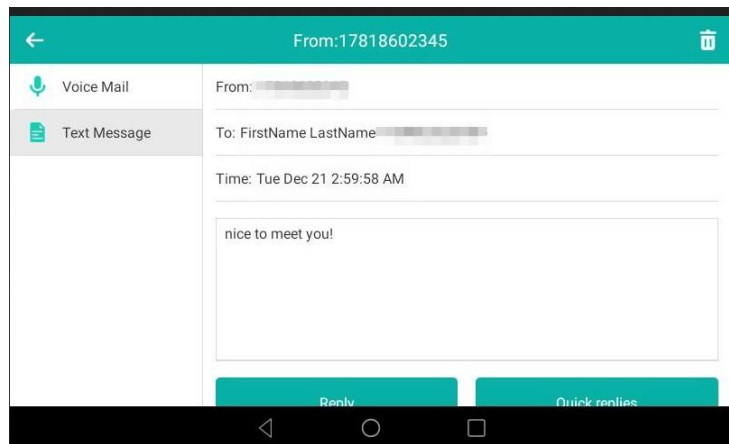 From:17818602345
Voice Mail
Text Message
From:
To: FirstName LastName
Time: Tue Dec 21 2:59:58 AM
nice to meet you!
Reply
Quick replies